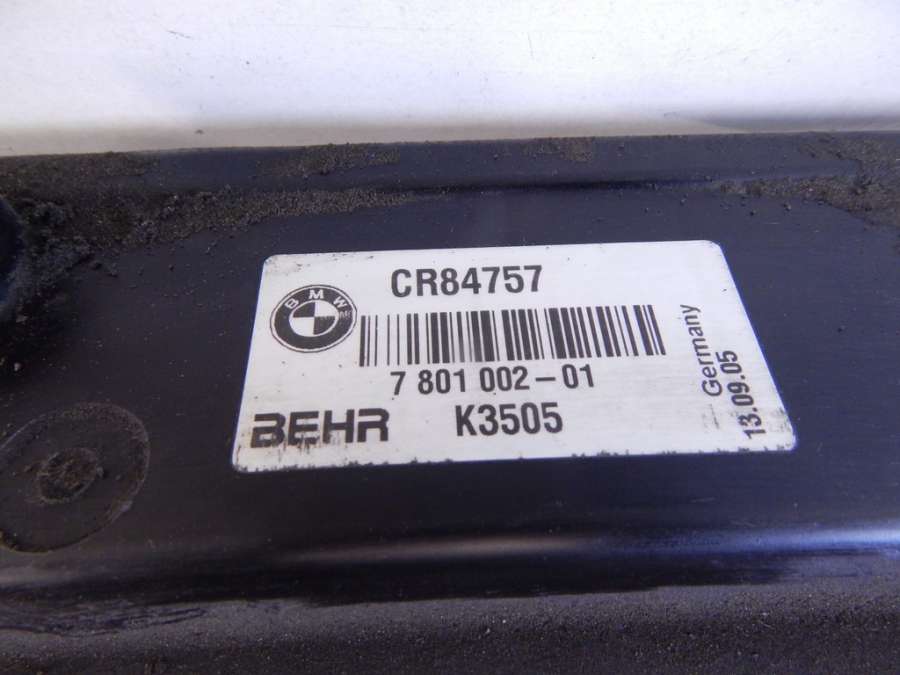 CR84757
BMW
7 801 002-01
BEHR K3505
Germany
13.09.05